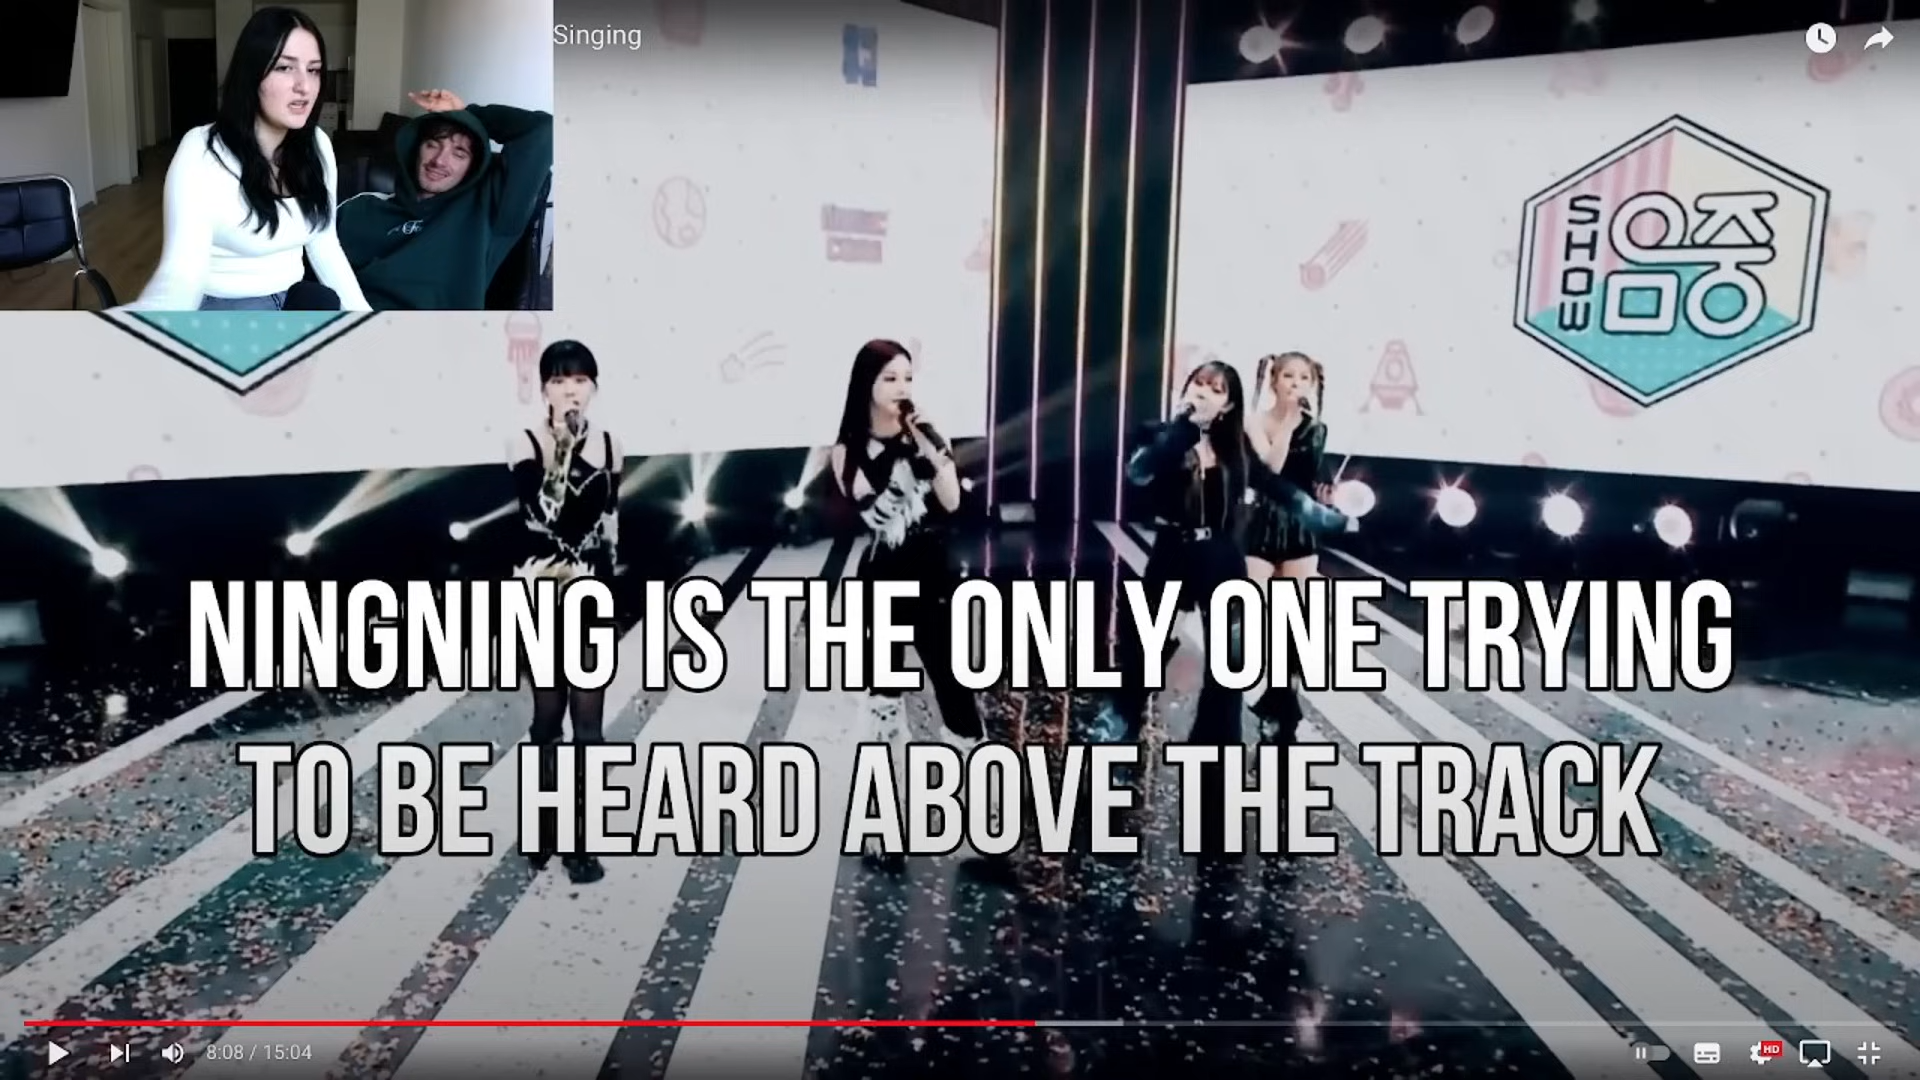 Singing
SHOW
음중
NINGNING IS THE ONLY ONE TRYING
TO BE HEARD ABOVE THE TRACK
8:08 / 15:04
HD